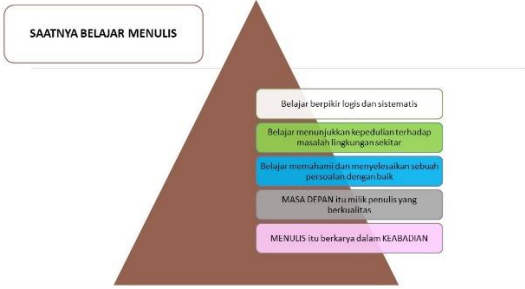 SAATNYA BELAJAR MENULIS
Belajar berpikir logis dan sistematis
Belajar menunjukkan kepedulian terhadap
masalah lingkungan sekitar
Belajar memahami dan menyelesaikan sebuah
persoalan dengan baik
MASA DEPAN itu milik penulis yang
berkualitas
MENULIS itu berkarya dalam KEABADIAN